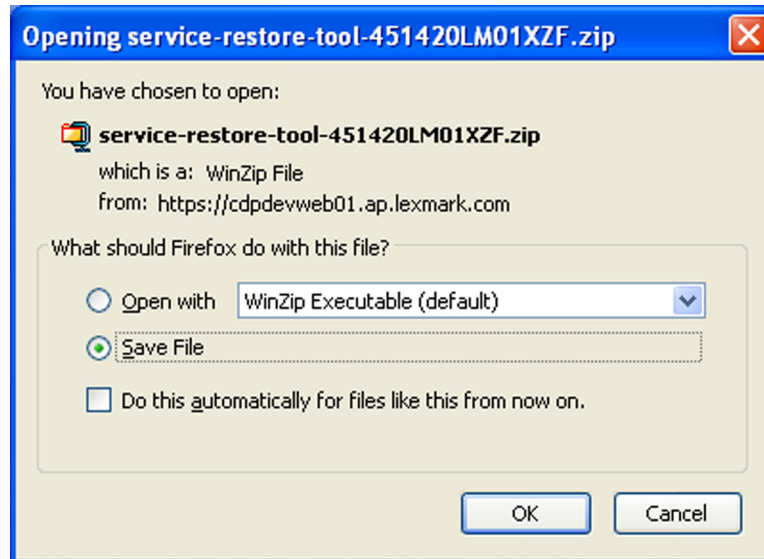 Opening service-restore-tool-451420LM01XZF.zip
You have chosen to open:
service-restore-tool-451420LM01XZF.zip
which is a: WinZip File
from: https://cdpdevweb01.ap.lexmark.com
What should Firefox do with this file?
Open with WinZip Executable (default)
Save File
Do this automatically for files like this from now on.
OK Cancel